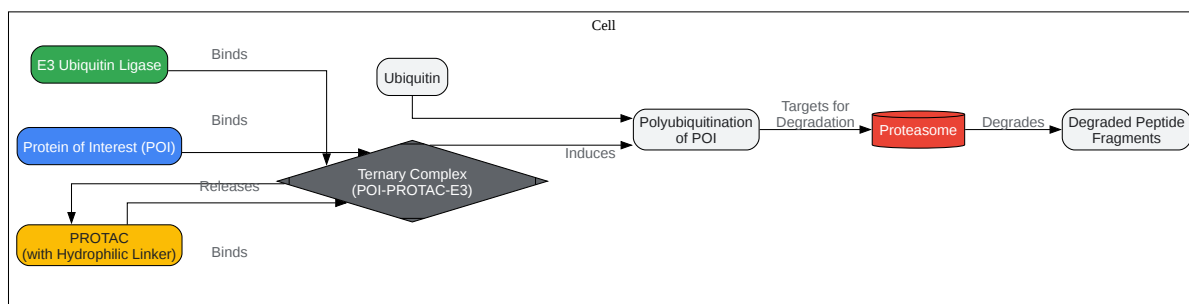 Cell
E3 Ubiquitin Ligase
Binds
Ubiquitin
Protein of Interest (POI)
Binds
Polyubiquitination
of POI
Targets for
Degradation
Proteasome
Degrades
Degraded Peptide
Fragments
Induces
Ternary Complex
(POI-PROTAC-E3)
Releases
PROTAC
(with Hydrophilic Linker)
Binds